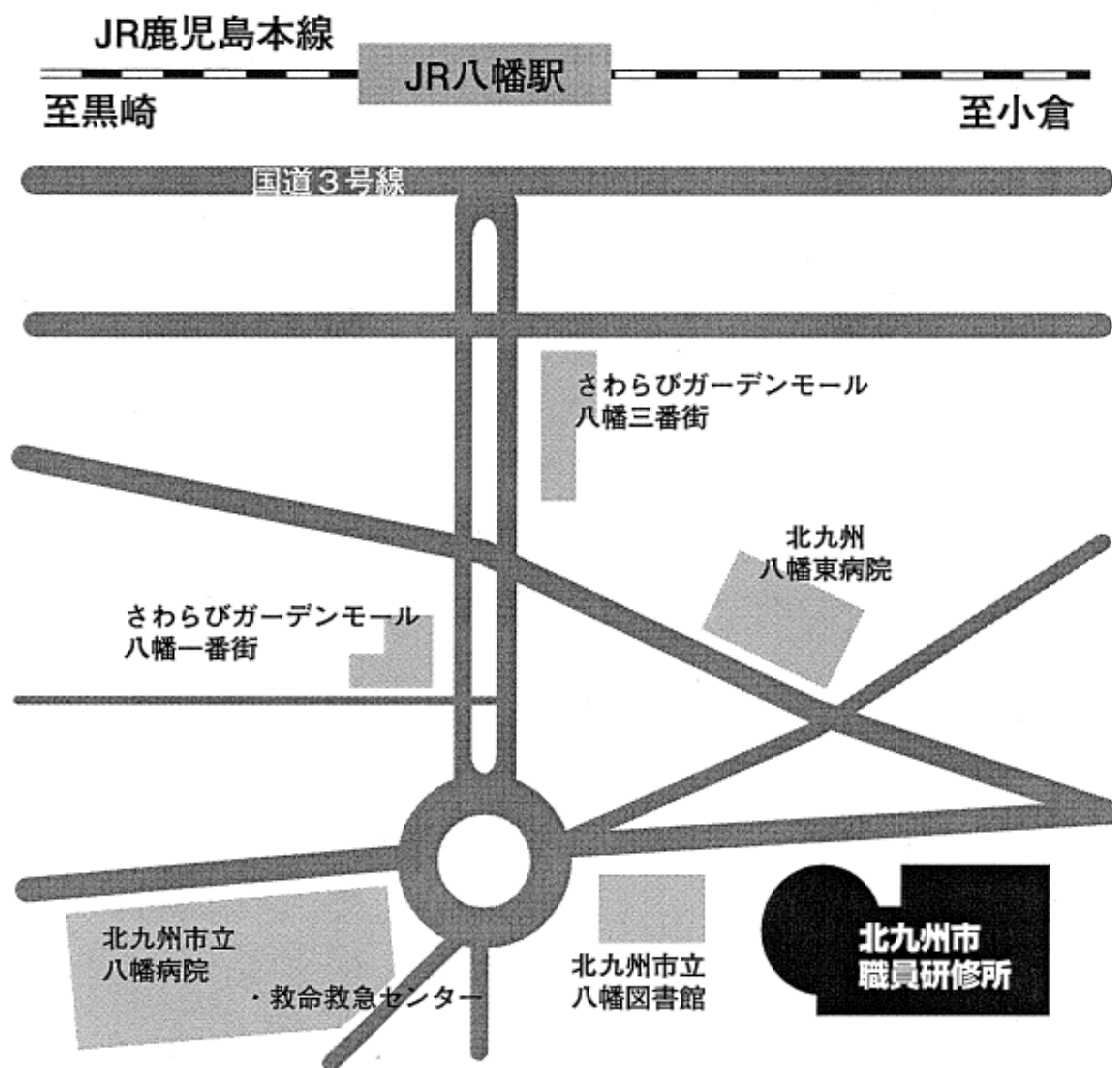 JR鹿児島本線
JR八幡駅
至黒崎
至小倉
国道３号線
さわらびガーデンモール
八幡三番街
北九州
八幡東病院
さわらびガーデンモール
八幡一番街
北九州市立
八幡病院
・救命救急センター
北九州市立
八幡図書館
北九州市
職員研修所